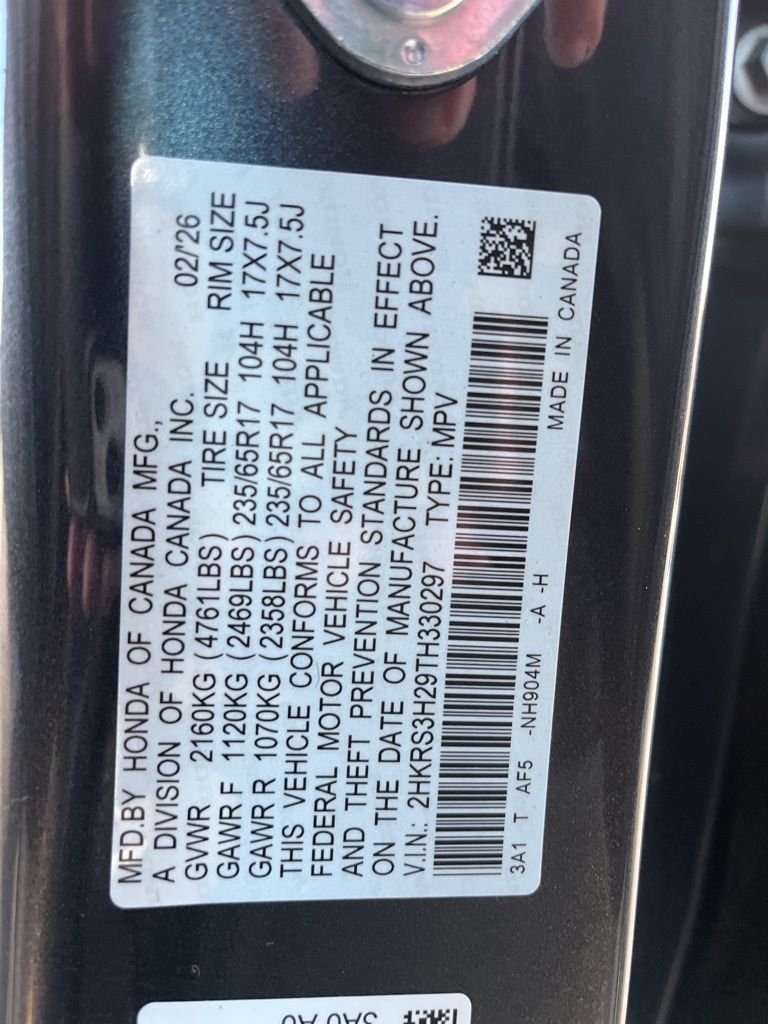 MFD.BY HONDA OF CANADA MFG.,
A DIVISION OF HONDA CANADA INC. 02/'26
GVWR 2160KG (4761LBS) TIRE SIZE RIM SIZE
GAWR F 1120KG (2469LBS) 235/65R17 104H 17X7.5J
GAWR R 1070KG (2358LBS) 235/65R17 104H 17X7.5J
THIS VEHICLE CONFORMS TO ALL APPLICABLE
FEDERAL MOTOR VEHICLE SAFETY
AND THEFT PREVENTION STANDARDS IN EFFECT
ON THE DATE OF MANUFACTURE SHOWN ABOVE.
V.I.N.: 2HKRS3H29TH330297 TYPE: MPV
3A1 T AF5 -NH904M -A -H MADE IN CANADA